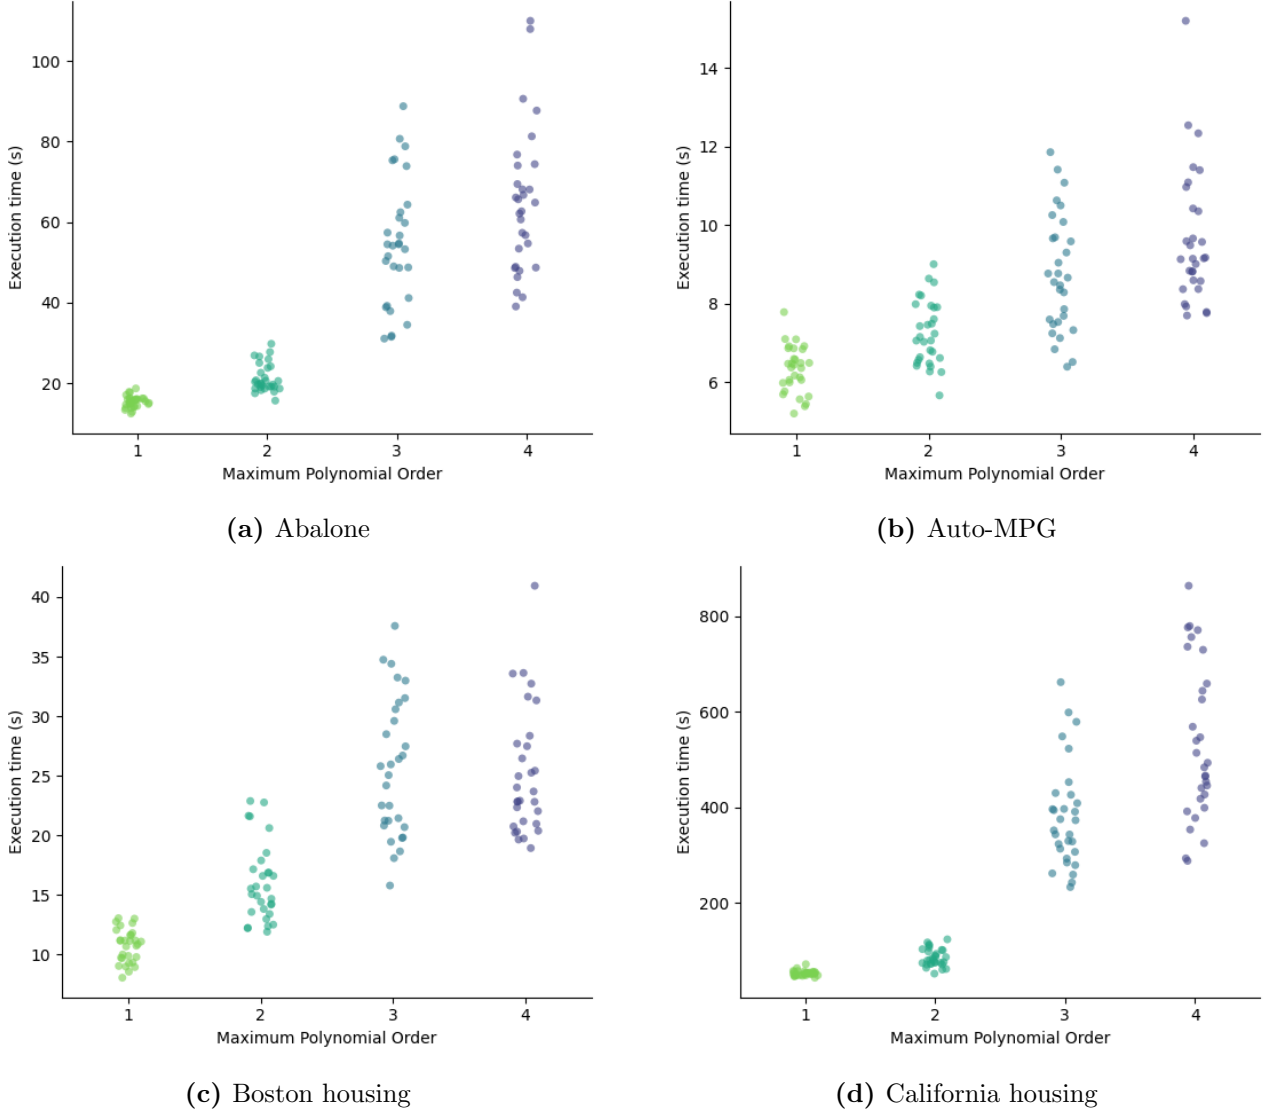 Execution time (s)
100
80
60
40
20
1 2 3 4
Maximum Polynomial Order
(a) Abalone
Execution time (s)
14
12
10
8
6
1 2 3 4
Maximum Polynomial Order
(b) Auto-MPG
Execution time (s)
40
35
30
25
20
15
10
1 2 3 4
Maximum Polynomial Order
(c) Boston housing
Execution time (s)
800
600
400
200
1 2 3 4
Maximum Polynomial Order
(d) California housing